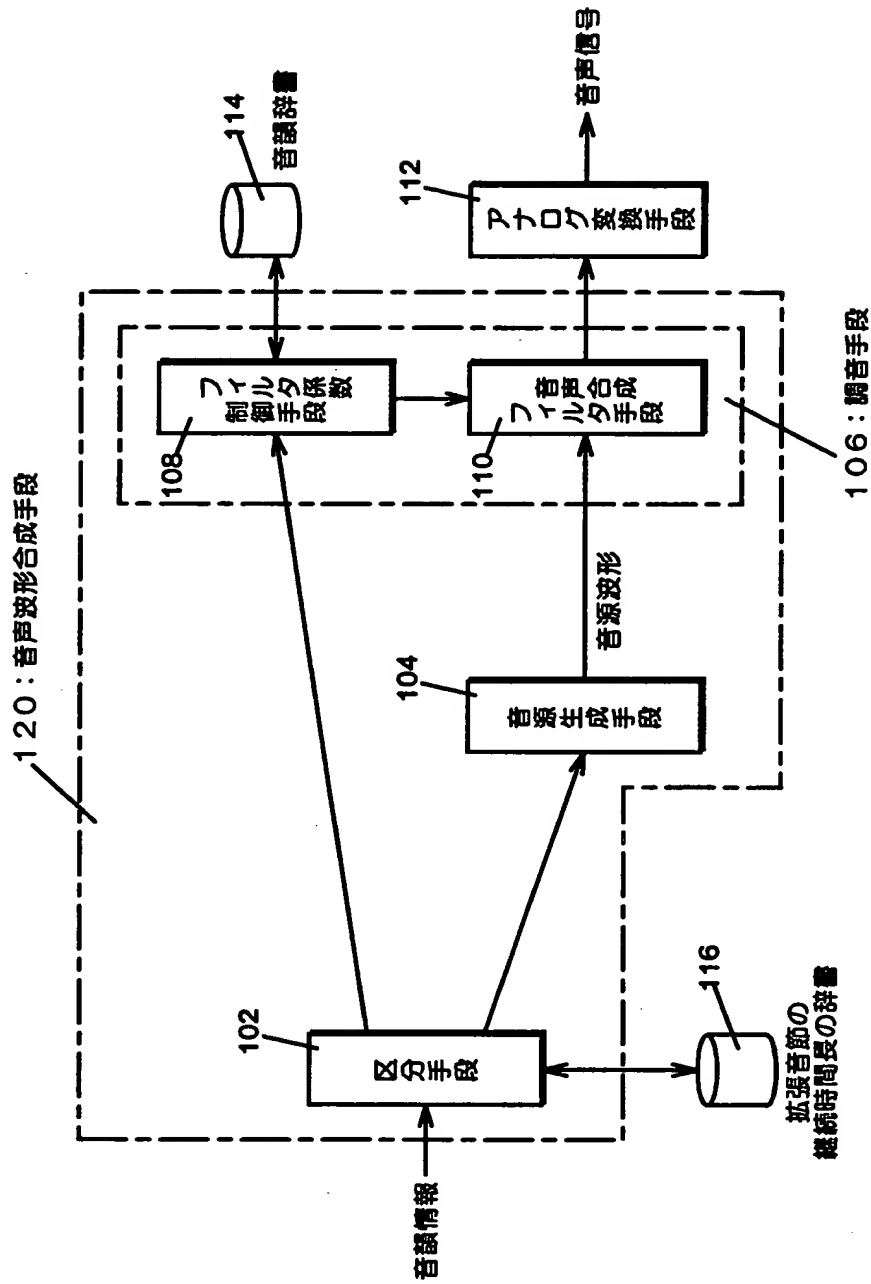 120：音声波形合成手段
114
音韻辞書
108
フィルタ係数
制御手段
112
アナログ変換手段
音声信号
110
音声合成
フィルタ手段
106：調音手段
104
音源生成手段
音源波形
102
区分手段
音韻情報
116
拡張音節の
継続時間長の辞書